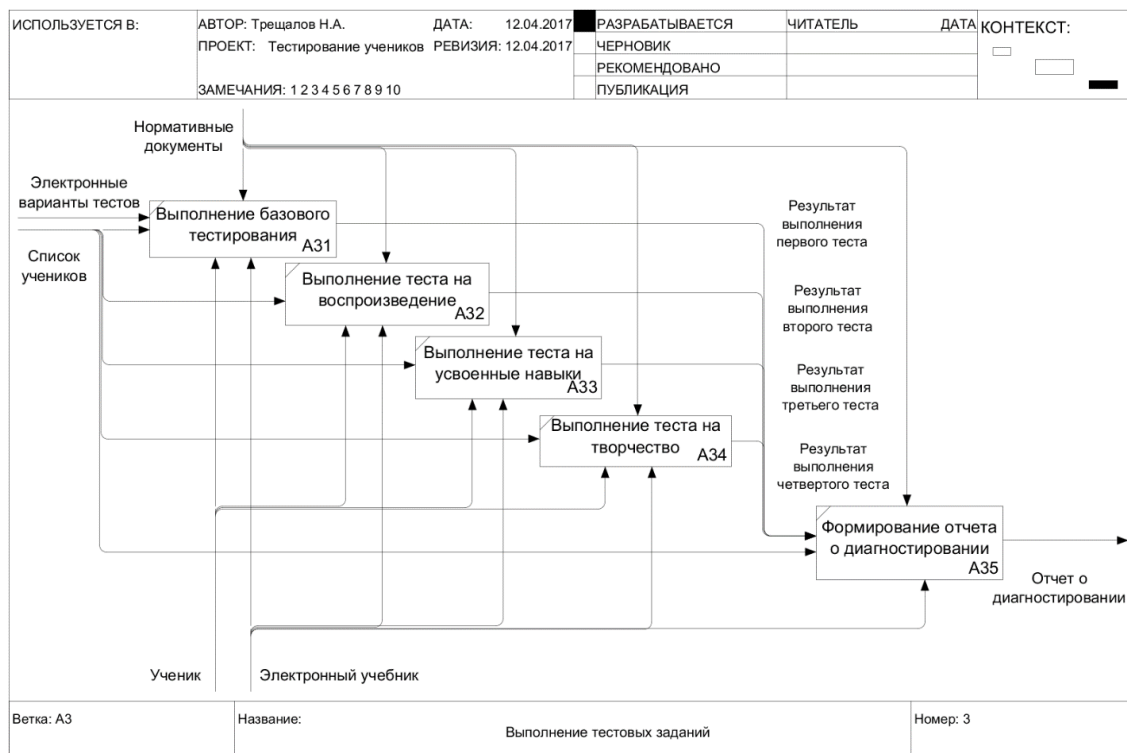 ИСПОЛЬЗУЕТСЯ В:
АВТОР: Трещалов Н.А.
ДАТА: 12.04.2017
ПРОЕКТ: Тестирование учеников
РЕВИЗИЯ: 12.04.2017
ЗАМЕЧАНИЯ: 1 2 3 4 5 6 7 8 9 10
РАЗРАБАТЫВАЕТСЯ
ЧЕРНОВИК
РЕКОМЕНДОВАНО
ПУБЛИКАЦИЯ
ЧИТАТЕЛЬ
ДАТА
КОНТЕКСТ:
Нормативные
документы
Электронные
варианты тестов
Список
учеников
Выполнение базового
тестирования
A31
Выполнение теста на
воспроизведение
A32
Выполнение теста на
усвоенные навыки
A33
Выполнение теста на
творчество
A34
Результат
выполнения
первого теста
Результат
выполнения
второго теста
Результат
выполнения
третьего теста
Результат
выполнения
четвертого теста
Формирование отчета
о диагностировании
A35
Отчет о
диагностировании
Ученик
Электронный учебник
Ветка: A3
Название:
Выполнение тестовых заданий
Номер: 3